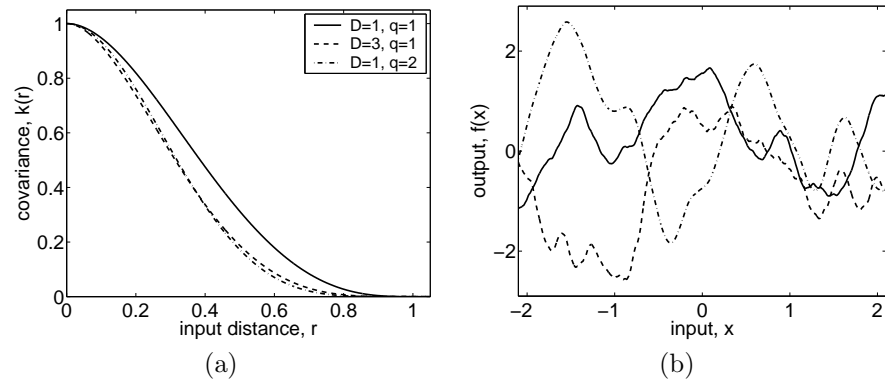 D=1, q=1
D=3, q=1
D=1, q=2
covariance, k(r)
1
0.8
0.6
0.4
0.2
0
0 0.2 0.4 0.6 0.8 1
input distance, r
(a)
output, f(x)
2
0
−2
−2 −1 0 1 2
input, x
(b)